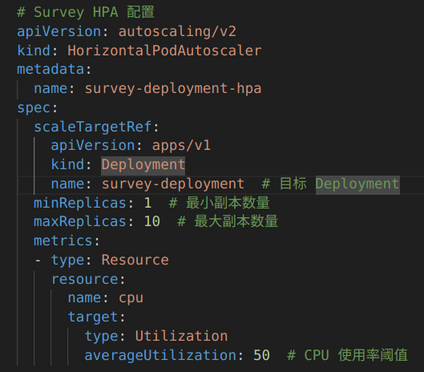 # Survey HPA 配置
apiVersion: autoscaling/v2
kind: HorizontalPodAutoscaler
metadata:
  name: survey-deployment-hpa
spec:
  scaleTargetRef:
    apiVersion: apps/v1
    kind: Deployment
    name: survey-deployment  # 目标 Deployment
  minReplicas: 1  # 最小副本数量
  maxReplicas: 10  # 最大副本数量
  metrics:
  - type: Resource
    resource:
      name: cpu
      target:
        type: Utilization
        averageUtilization: 50  # CPU 使用率阈值